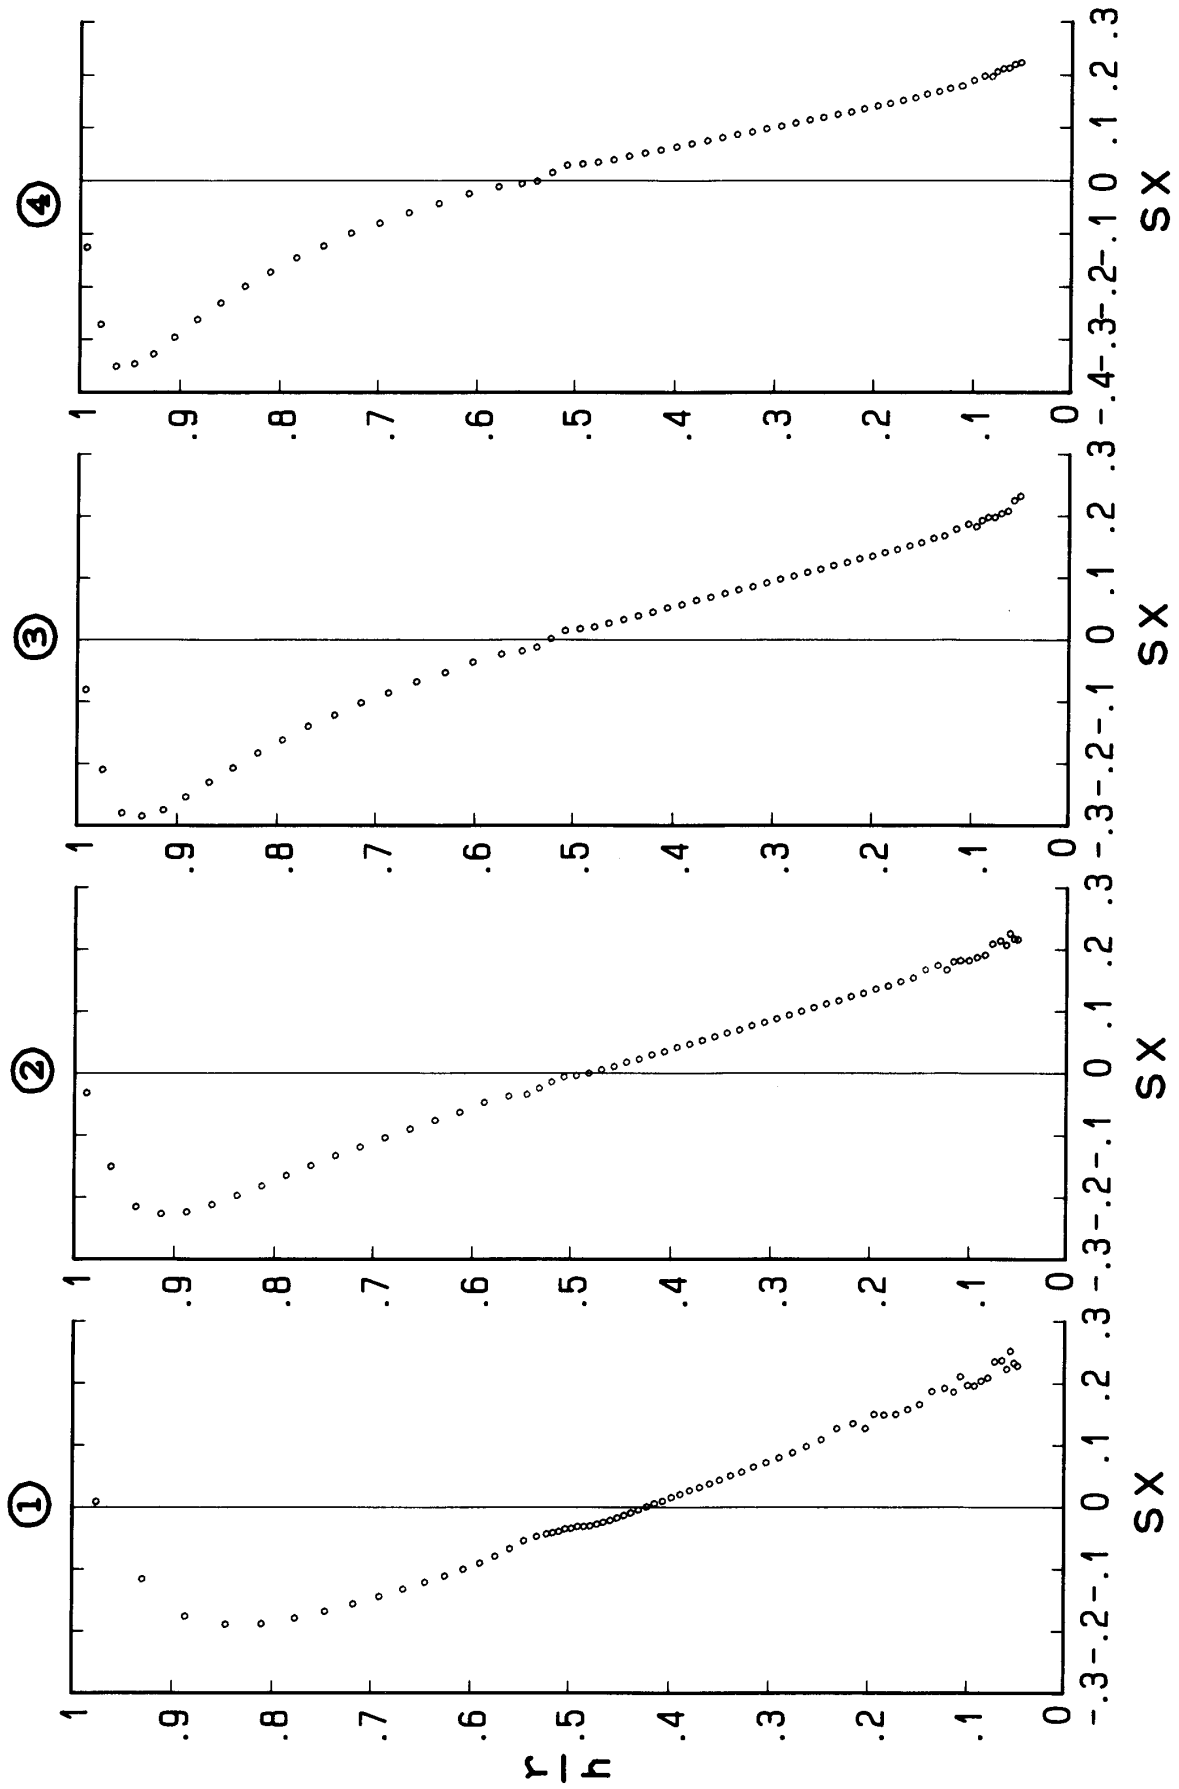 ① ② ③ ④
1 1 1 1
.9 .9 .9 .9
.8 .8 .8 .8
.7 .7 .7 .7
.6 .6 .6 .6
r
h
.5 .5 .5 .5
.4 .4 .4 .4
.3 .3 .3 .3
.2 .2 .2 .2
.1 .1 .1 .1
0 0 0 0
-.3 -.2 -.1 0 .1 .2 .3 -.3 -.2 -.1 0 .1 .2 .3 -.3 -.2 -.1 0 .1 .2 .3 -.4 -.3 -.2 -.1 0 .1 .2 .3
SX SX SX SX